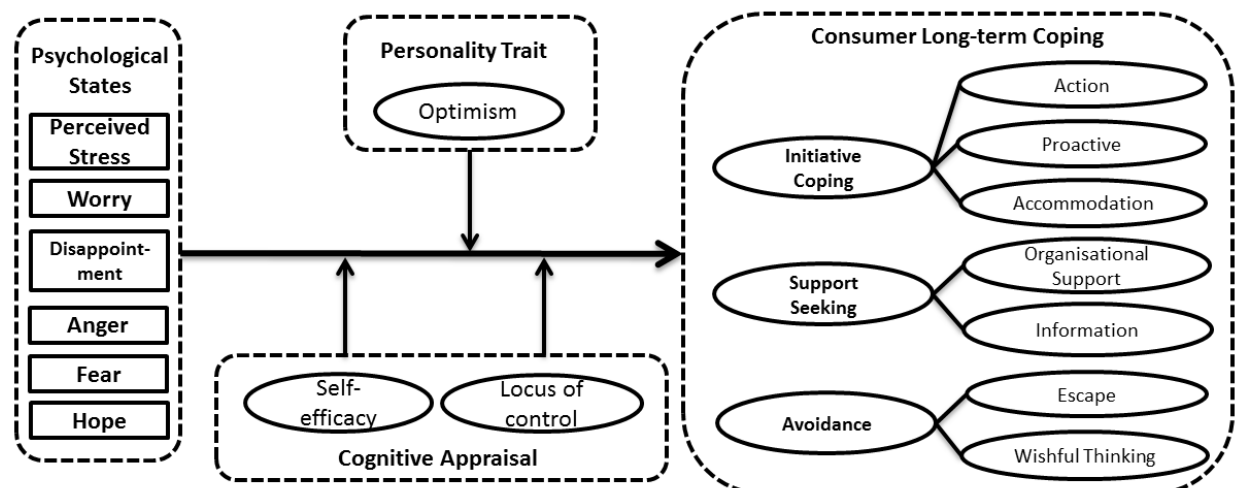 Psychological
States
Perceived
Stress
Worry
Disappoint-
ment
Anger
Fear
Hope
Personality Trait
Optimism
Self-
efficacy
Locus of
control
Cognitive Appraisal
Consumer Long-term Coping
Initiative
Coping
Action
Proactive
Accommodation
Support
Seeking
Organisational
Support
Information
Avoidance
Escape
Wishful Thinking